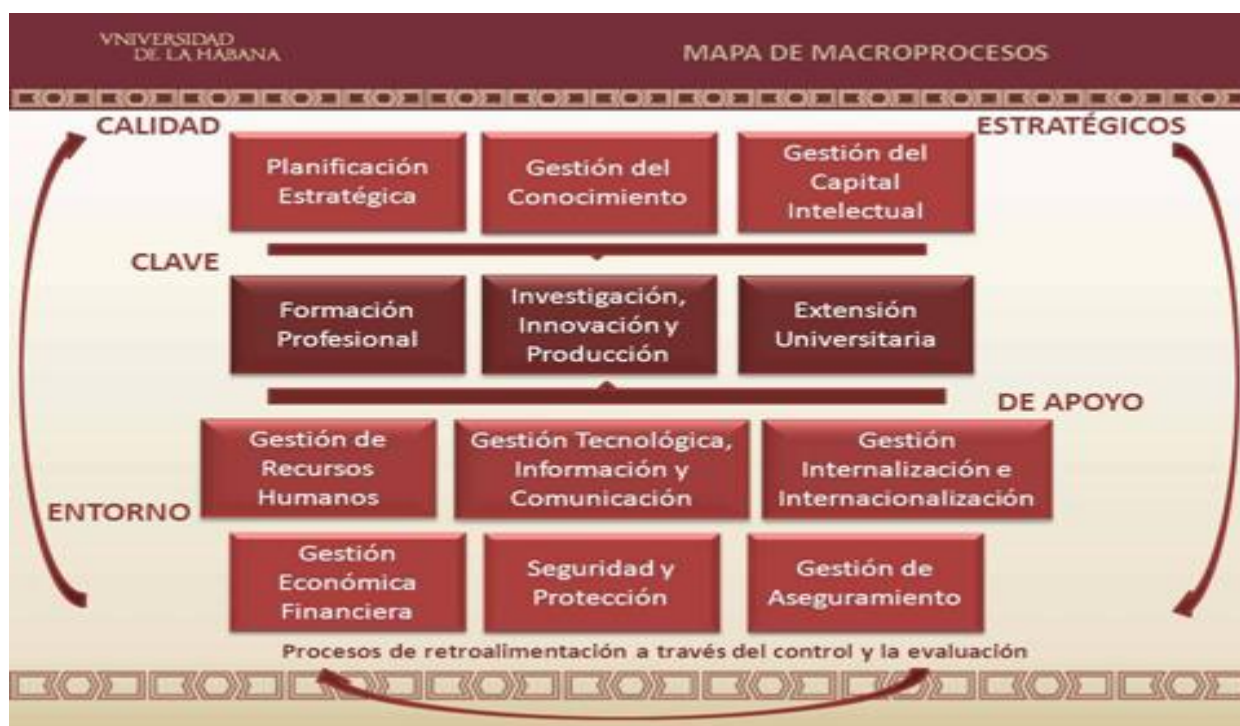 VNIVERSIDAD
DE LA HABANA
MAPA DE MACROPROCESOS
CALIDAD
ESTRATÉGICOS
Planificación
Estratégica
Gestión del
Conocimiento
Gestión del
Capital
Intelectual
CLAVE
Formación
Profesional
Investigación,
Innovación y
Producción
Extensión
Universitaria
DE APOYO
Gestión de
Recursos
Humanos
Gestión Tecnológica,
Información y
Comunicación
Gestión
Internalización e
Internacionalización
ENTORNO
Gestión
Económica
Financiera
Seguridad y
Protección
Gestión de
Aseguramiento
Procesos de retroalimentación a través del control y la evaluación